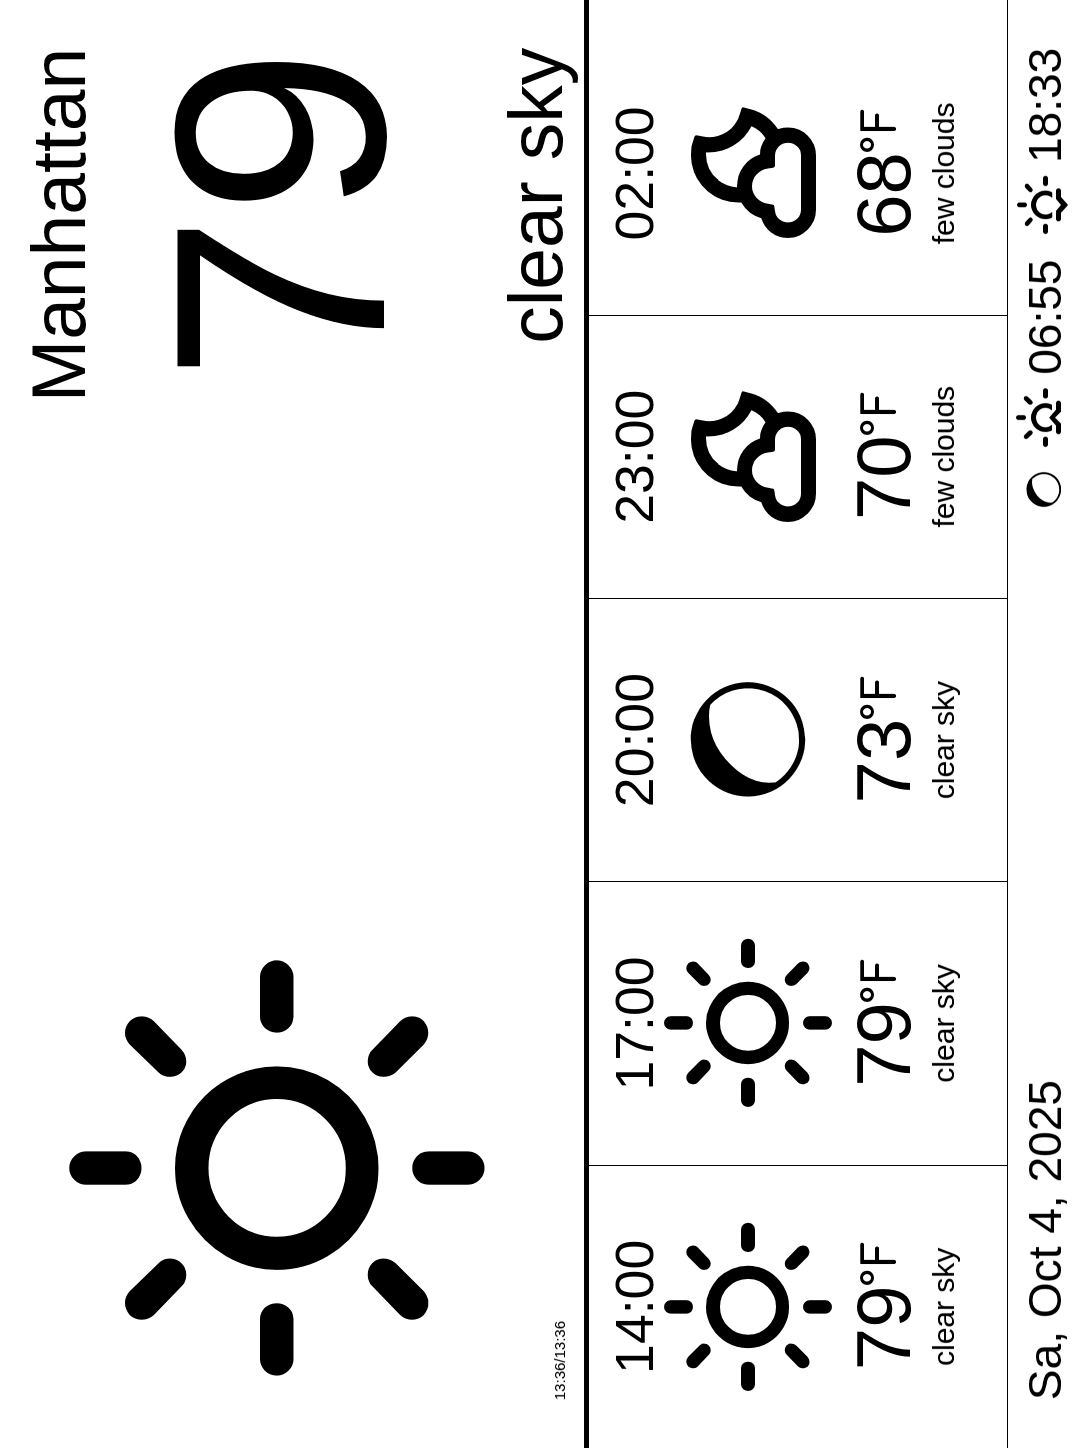 Manhattan
79
clear sky
13:36/13:36
14:00
79°F
clear sky
17:00
79°F
clear sky
20:00
73°F
clear sky
23:00
70°F
few clouds
02:00
68°F
few clouds
Sa, Oct 4, 2025
06:55 18:33